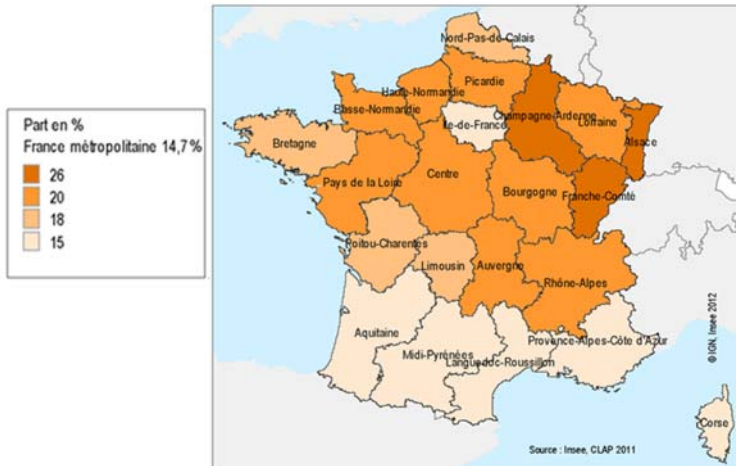 Nord-Pas-de-Calais
Picardie
Haute-Normandie
Basse-Normandie
Ile-de-France
Champagne-Ardenne
Lorraine
Alsace
Bretagne
Pays de la Loire
Centre
Bourgogne
Franche-Comté
Poitou-Charentes
Limousin
Auvergne
Rhône-Alpes
Aquitaine
Midi-Pyrénées
Languedoc-Roussillon
Provence-Alpes-Côte d'Azur
Corse
Part en %
France mètropolitaine 14,7%
26
20
18
15
© IGN, Insee 2012
Source : Insee, CLAP 2011